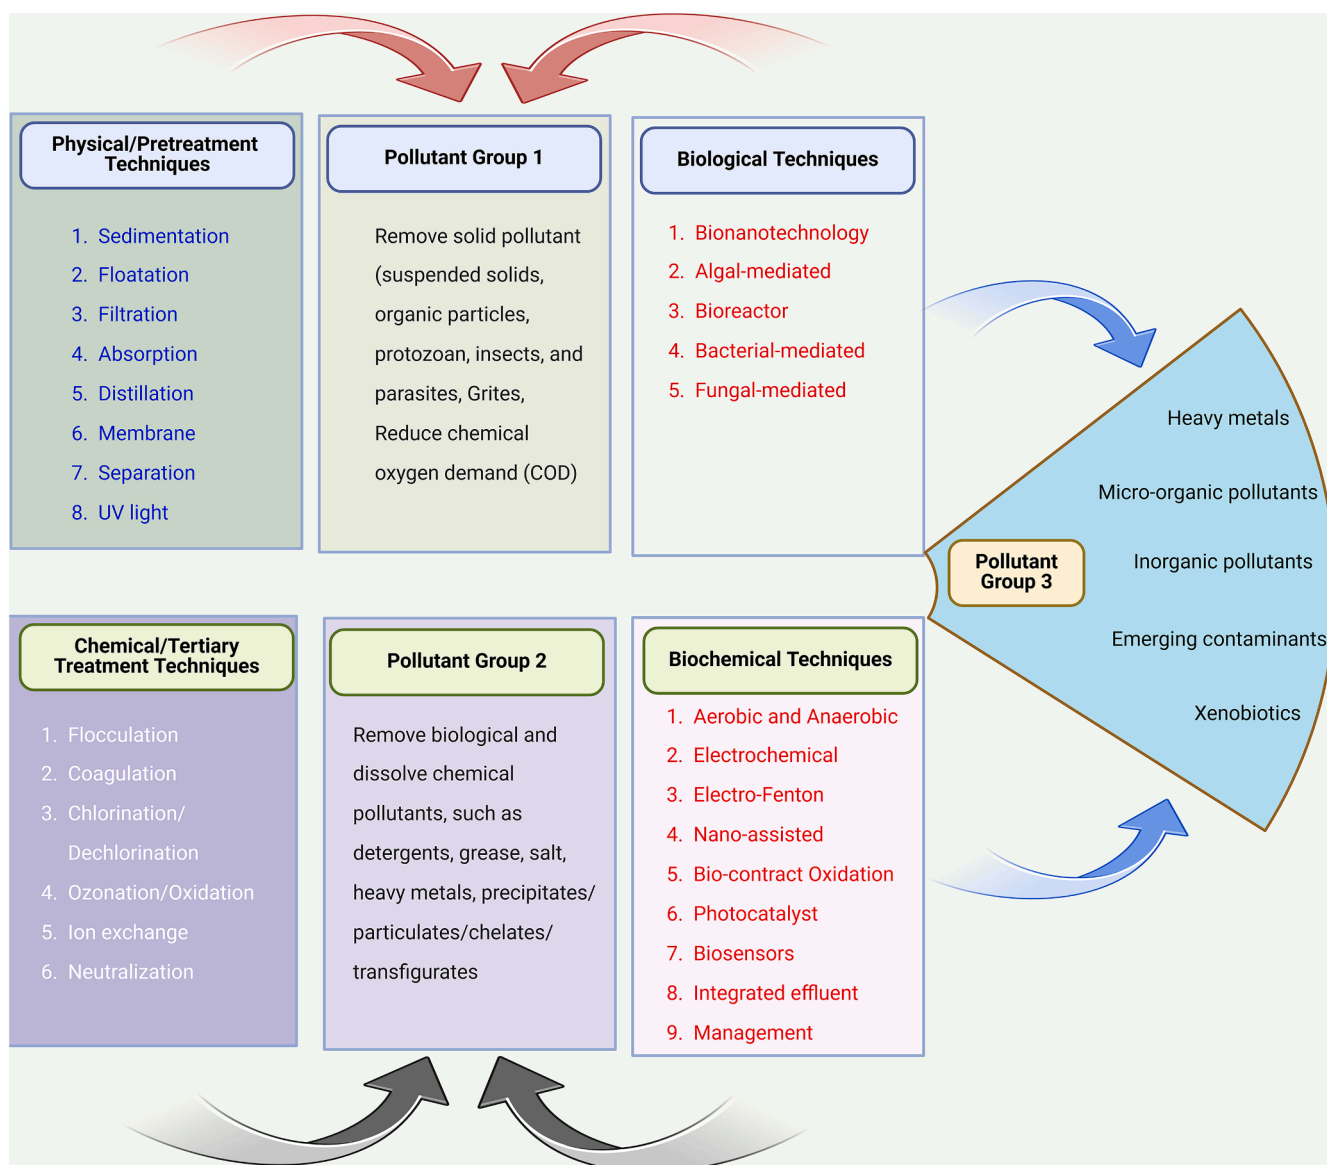 Physical/Pretreatment
Techniques
1. Sedimentation
2. Floatation
3. Filtration
4. Absorption
5. Distillation
6. Membrane
7. Separation
8. UV light
Pollutant Group 1
Remove solid pollutant
(suspended solids,
organic particles,
protozoan, insects, and
parasites, Grites,
Reduce chemical
oxygen demand (COD)
Biological Techniques
1. Bionanotechnology
2. Algal-mediated
3. Bioreactor
4. Bacterial-mediated
5. Fungal-mediated
Chemical/Tertiary
Treatment Techniques
1. Flocculation
2. Coagulation
3. Chlorination/
Dechlorination
4. Ozonation/Oxidation
5. Ion exchange
6. Neutralization
Pollutant Group 2
Remove biological and
dissolve chemical
pollutants, such as
detergents, grease, salt,
heavy metals, precipitates/
particulates/chelates/
transfigurates
Biochemical Techniques
1. Aerobic and Anaerobic
2. Electrochemical
3. Electro-Fenton
4. Nano-assisted
5. Bio-contract Oxidation
6. Photocatalyst
7. Biosensors
8. Integrated effluent
9. Management
Pollutant
Group 3
Heavy metals
Micro-organic pollutants
Inorganic pollutants
Emerging contaminants
Xenobiotics